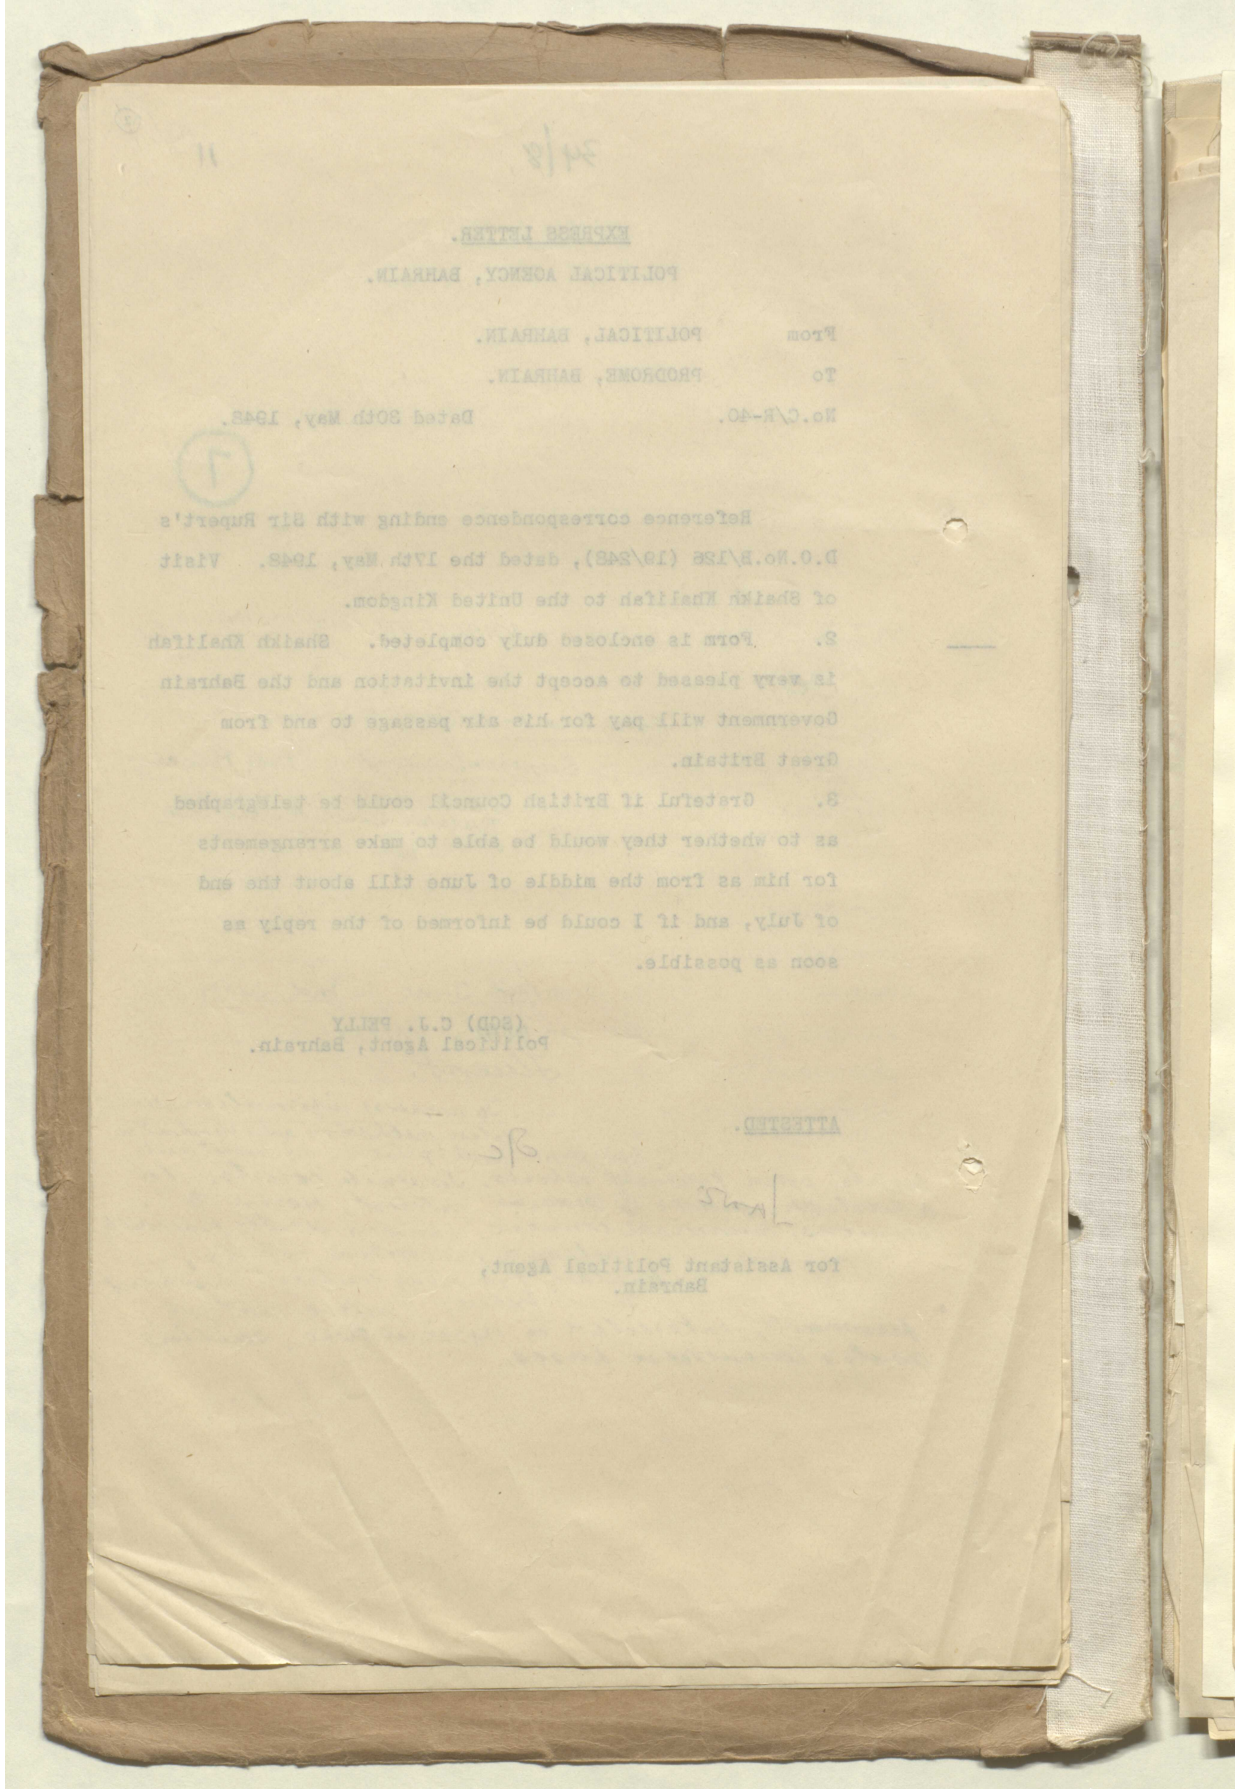 11
34/8
EXPRESS LETTER.
POLITICAL AGENCY, BAHRAIN.
From POLITICAL, BAHRAIN.
To PRODROME, BAHRAIN.
No.C/R-40. Dated 30th May, 1948.
7
Reference correspondence ending with Sir Rupert's
D.O.No.B/126 (19/248), dated the 17th May, 1948. Visit
of Shaikh Khalifah to the United Kingdom.
2. Form is enclosed duly completed. Shaikh Khalifah
is very pleased to accept the invitation and the Bahrain
Government will pay for his air passage to and from
Great Britain.
3. Grateful if British Council could be telegraphed
as to whether they would be able to make arrangements
for him as from the middle of June till about the end
of July, and if I could be informed of the reply as
soon as possible.
(SGD) C.J. PELLY
Political Agent, Bahrain.
ATTESTED.
for Assistant Political Agent,
Bahrain.